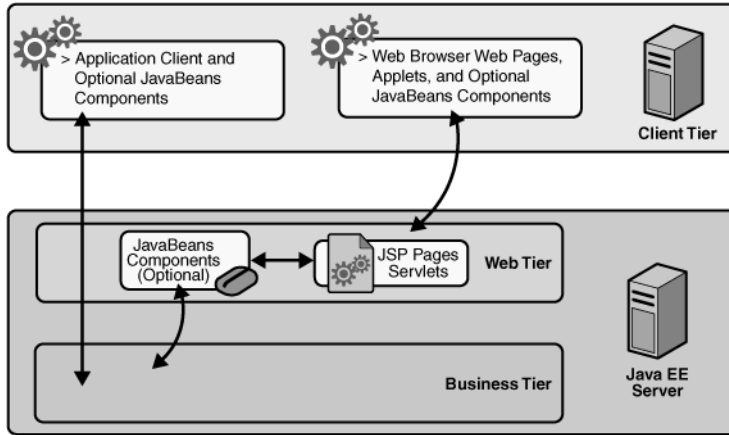 > Application Client and
Optional JavaBeans
Components
> Web Browser Web Pages,
Applets, and Optional
JavaBeans Components
Client Tier
JavaBeans
Components
(Optional)
JSP Pages
Servlets
Web Tier
Business Tier
Java EE
Server